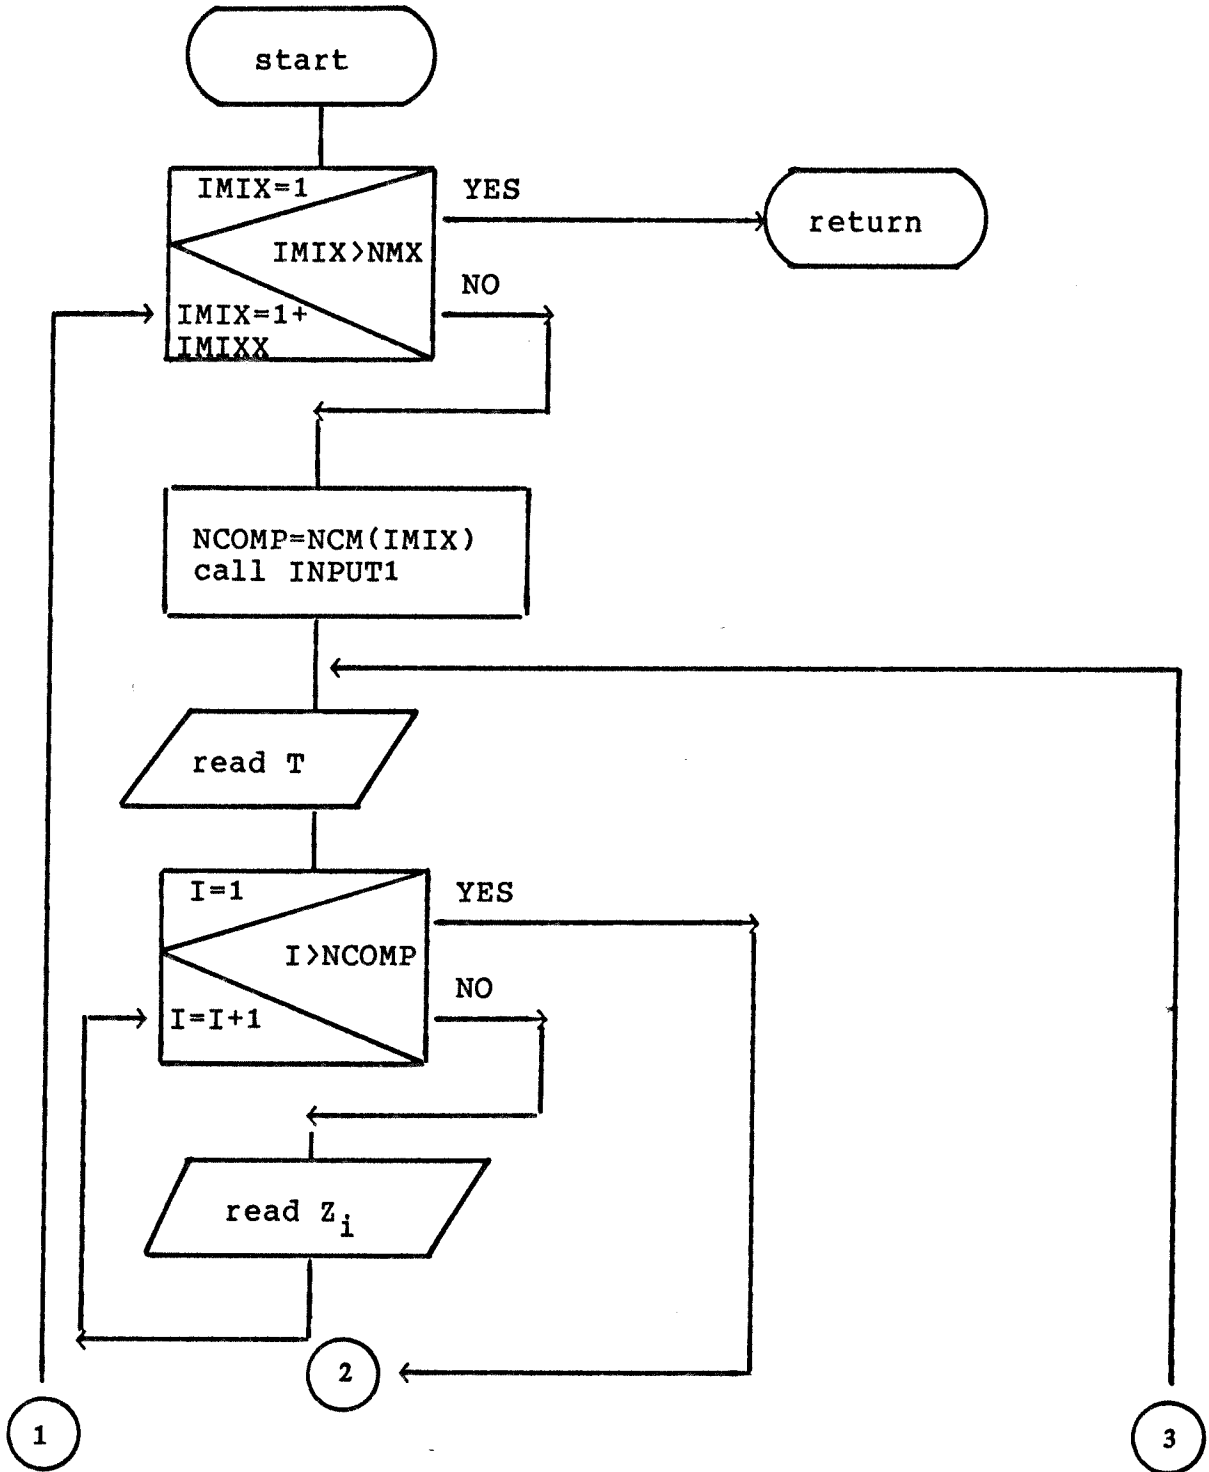 start
IMIX=1
YES
IMIX>NMX
return
NO
IMIX=1+
IMIXX
NCOMP=NCM(IMIX)
call INPUT1
read T
I=1
YES
I>NCOMP
NO
I=I+1
read Zi
2
1
3